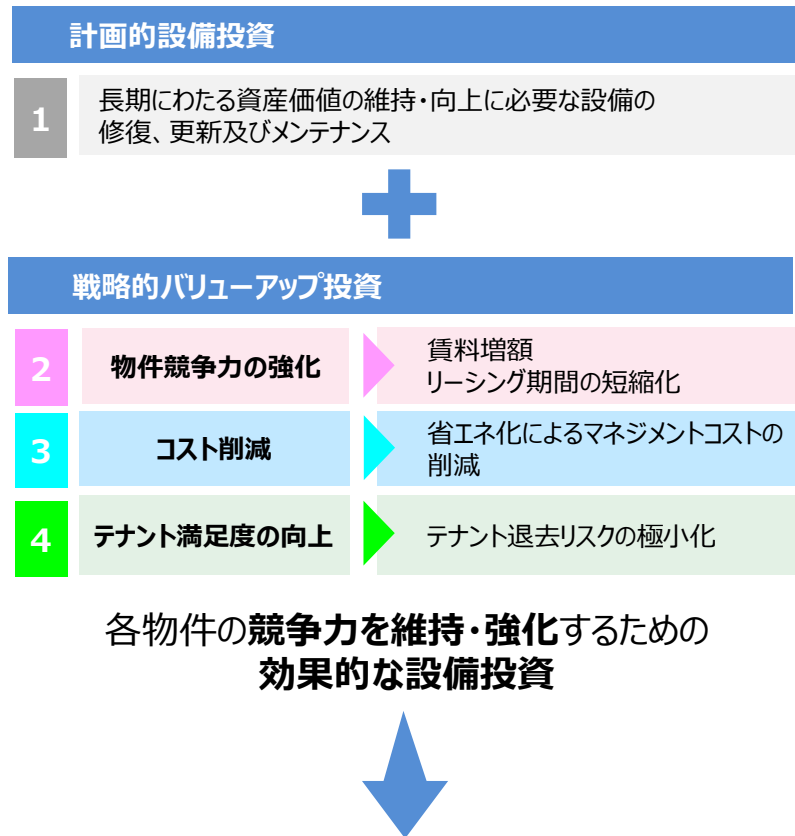 計画的設備投資
1
長期にわたる資産価値の維持・向上に必要な設備の
修復、更新及びメンテナンス
戦略的バリューアップ投資
2
物件競争力の強化
賃料増額
リーシング期間の短縮化
3
コスト削減
省エネ化によるマネジメントコストの
削減
4
テナント満足度の向上
テナント退去リスクの極小化
各物件の競争力を維持・強化するための
効果的な設備投資